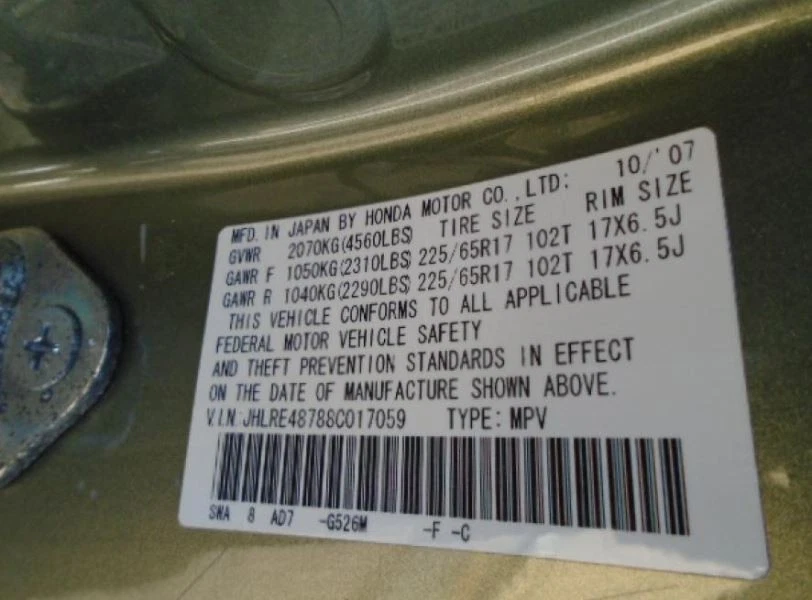 MFD. IN JAPAN BY HONDA MOTOR CO.,LTD: 10/'07
GVWR 2070KG(4560LBS) TIRE SIZE RIM SIZE
GAWR F 1050KG(2310LBS) 225/65R17 102T 17X6.5J
GAWR R 1040KG(2290LBS) 225/65R17 102T 17X6.5J
THIS VEHICLE CONFORMS TO ALL APPLICABLE
FEDERAL MOTOR VEHICLE SAFETY
AND THEFT PREVENTION STANDARDS IN EFFECT
ON THE DATE OF MANUFACTURE SHOWN ABOVE.
V.I.N: JHLRE48788C017059 TYPE: MPV
SWA 8 AD7 -G526M -F -C